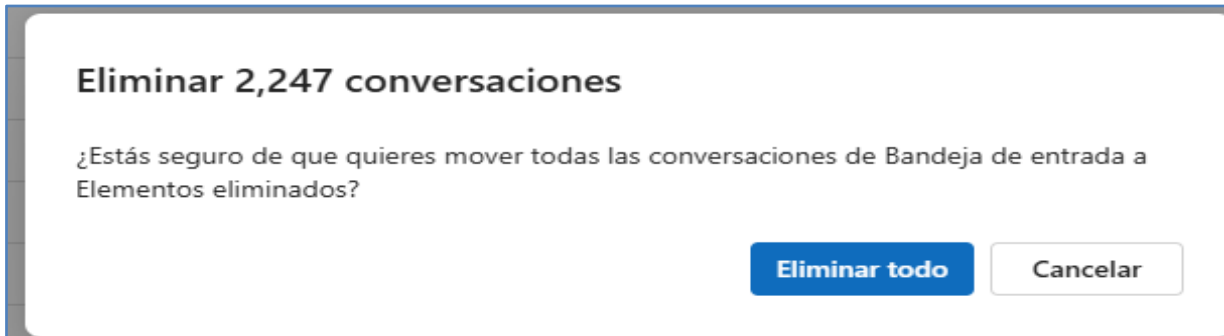 Eliminar 2,247 conversaciones
¿Estás seguro de que quieres mover todas las conversaciones de Bandeja de entrada a
Elementos eliminados?
Eliminar todo
Cancelar